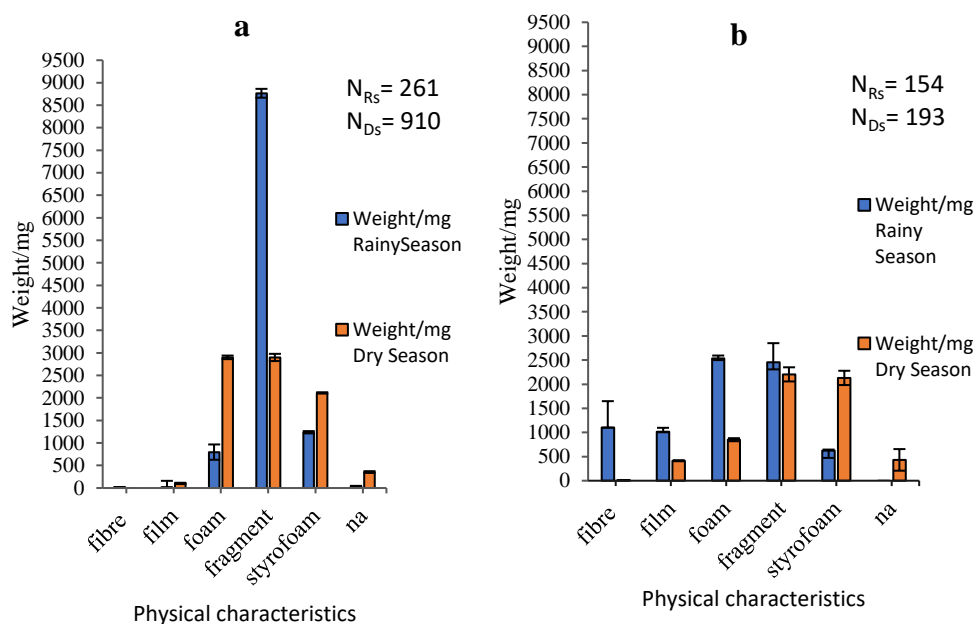 a
Weight/mg
9500
9000
8500
8000
7500
7000
6500
6000
5500
5000
4500
4000
3500
3000
2500
2000
1500
1000
500
0
N_Rs= 261
N_Ds= 910
Weight/mg
RainySeason
Weight/mg
Dry Season
fibre
film
foam
fragment
styrofoam
na
Physical characteristics
b
Weight/mg
9500
9000
8500
8000
7500
7000
6500
6000
5500
5000
4500
4000
3500
3000
2500
2000
1500
1000
500
0
N_Rs= 154
N_Ds= 193
Weight/mg
Rainy
Season
Weight/mg
Dry Season
fibre
film
foam
fragment
styrofoam
na
Physical characteristics